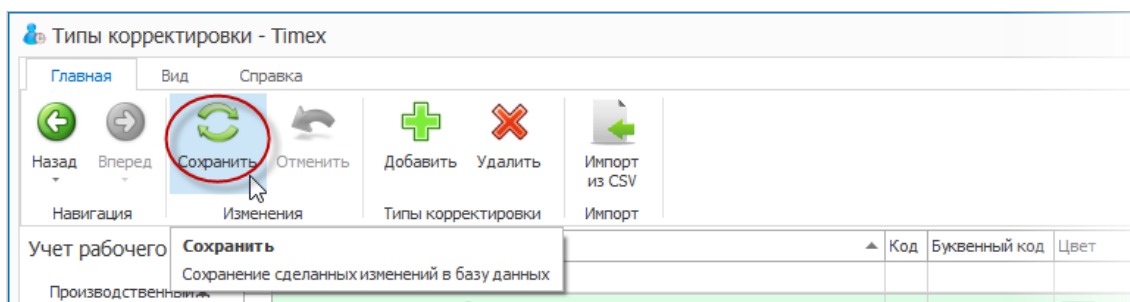 Типы корректировки - Timex
Главная Вид Справка
Назад Вперед Сохранить Отменить Добавить Удалить Импорт
из CSV
Навигация Изменения Типы корректировки Импорт
Учет рабочего Код Буквенный код Цвет
Сохранить
Сохранение сделанных изменений в базу данных
Производственный